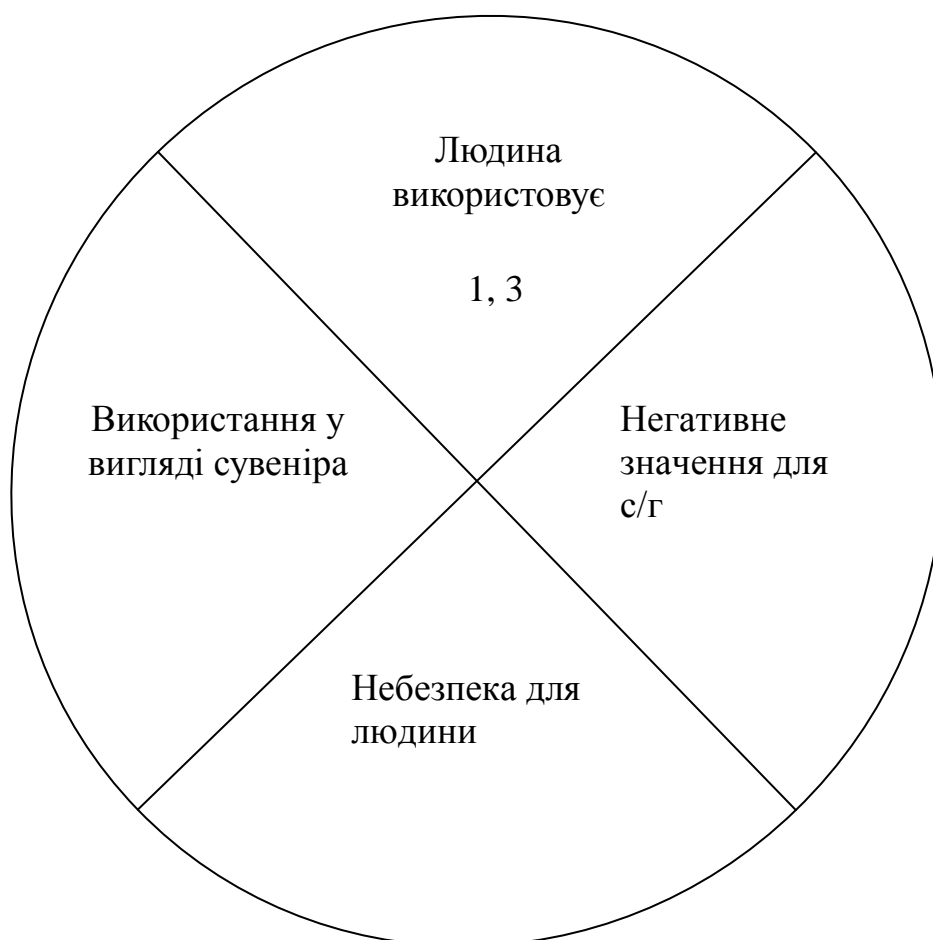 Людина
використовує
1, 3
Використання у
вигляді сувеніра
Негативне
значення для
с/г
Небезпека для
людини